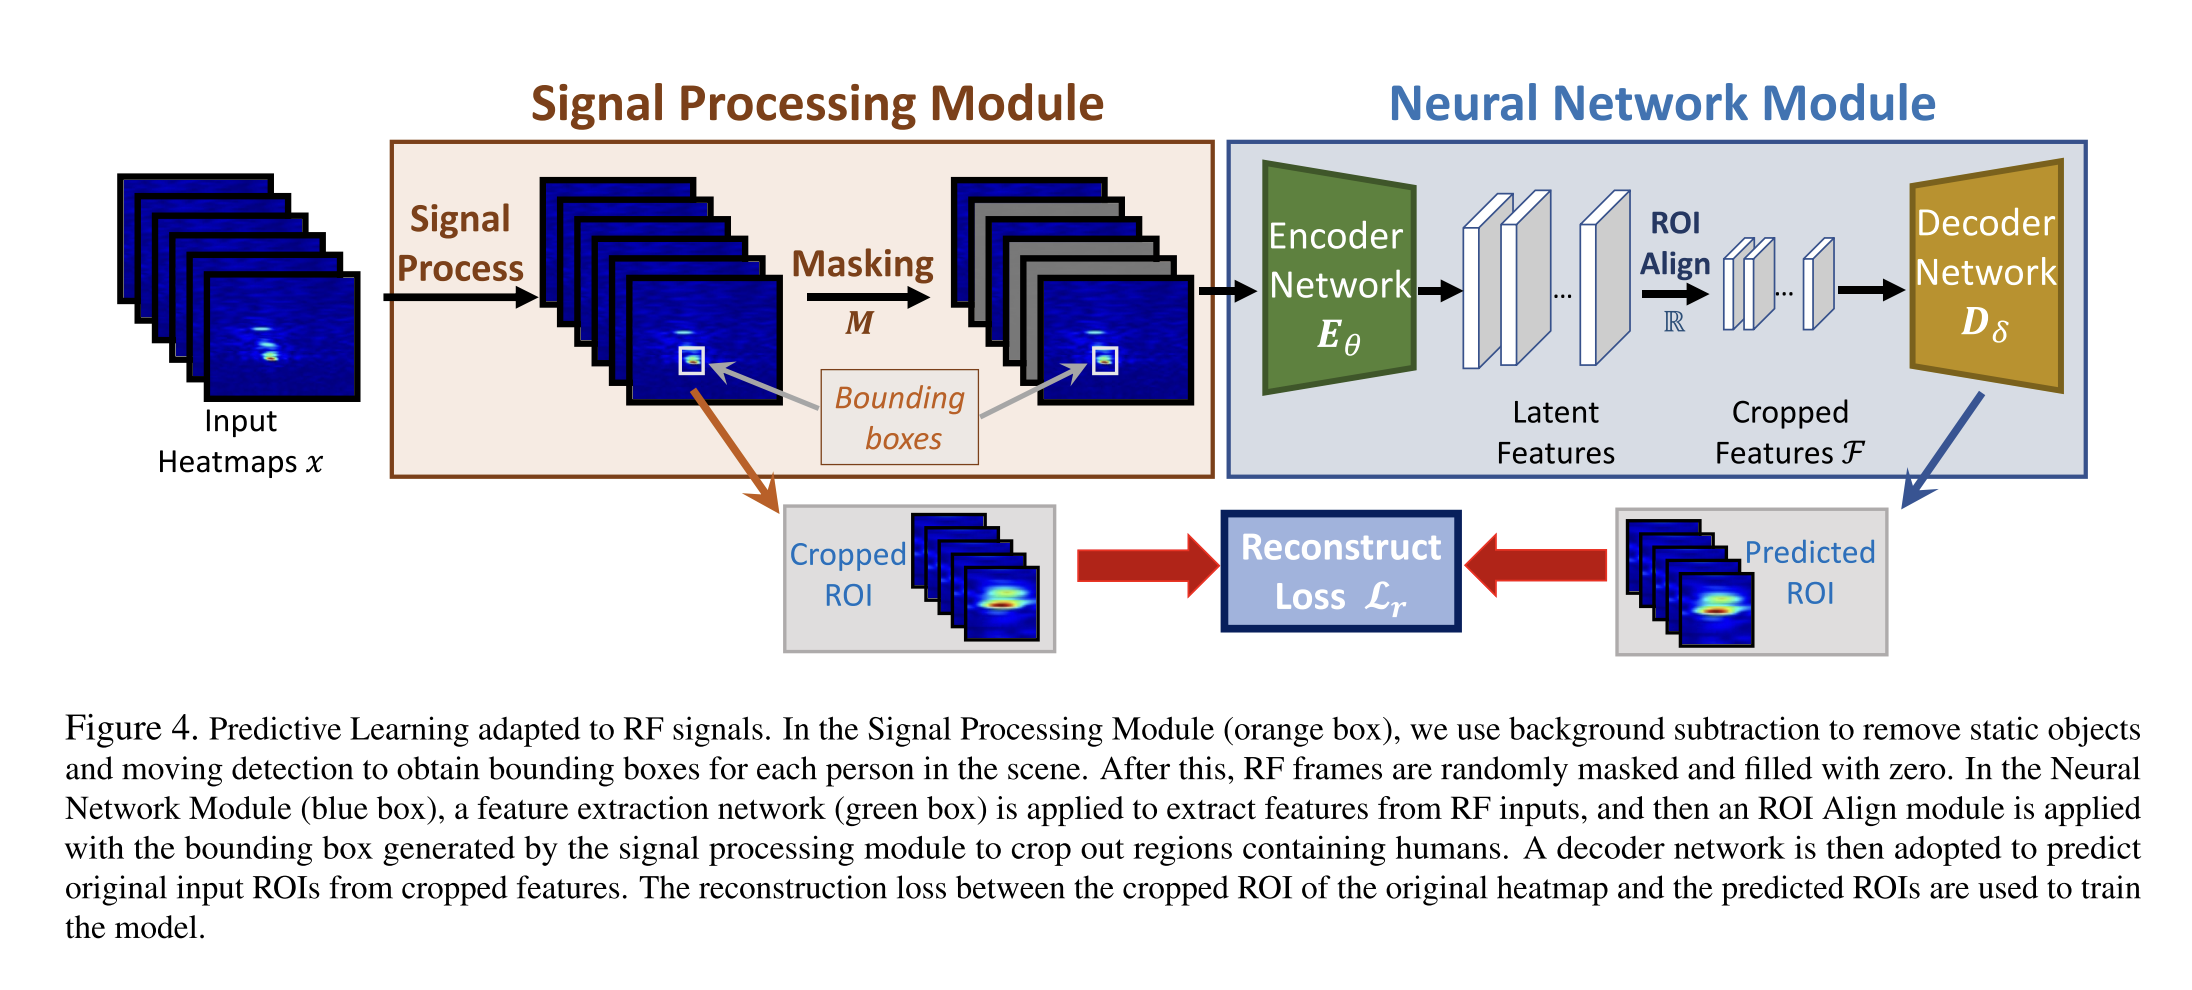 Signal Processing Module
Neural Network Module
Input
Heatmaps x
Signal
Process
Masking
M
Bounding
boxes
Encoder
Network
E_θ
...
Latent
Features
ROI
Align
ℝ
...
Cropped
Features ℱ
Decoder
Network
D_δ
Cropped
ROI
Reconstruct
Loss ℒ_r
Predicted
ROI
Figure 4. Predictive Learning adapted to RF signals. In the Signal Processing Module (orange box), we use background subtraction to remove static objects
and moving detection to obtain bounding boxes for each person in the scene. After this, RF frames are randomly masked and filled with zero. In the Neural
Network Module (blue box), a feature extraction network (green box) is applied to extract features from RF inputs, and then an ROI Align module is applied
with the bounding box generated by the signal processing module to crop out regions containing humans. A decoder network is then adopted to predict
original input ROIs from cropped features. The reconstruction loss between the cropped ROI of the original heatmap and the predicted ROIs are used to train
the model.